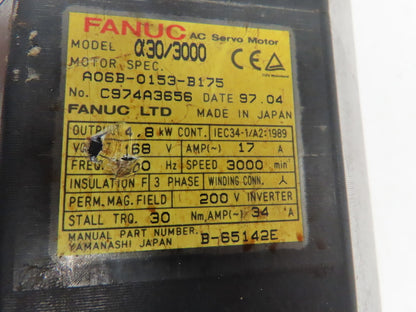 FANUC AC Servo Motor
MODEL α30/3000
MOTOR SPEC.
A06B-0153-B175
No. C974A3656 DATE 97.04
FANUC LTD MADE IN JAPAN
OUTPUT 4.8 kW CONT. IEC34-1/A2:1989
168 V AMP(~) 17 A
FREQ. Hz SPEED 3000 min
INSULATION F 3 PHASE WINDING CONN.
PERM. MAG. FIELD 200 V INVERTER
STALL TRQ. 30 Nm, AMP(~) 34 A
MANUAL PART NUMBER.
YAMANASHI JAPAN B-65142E